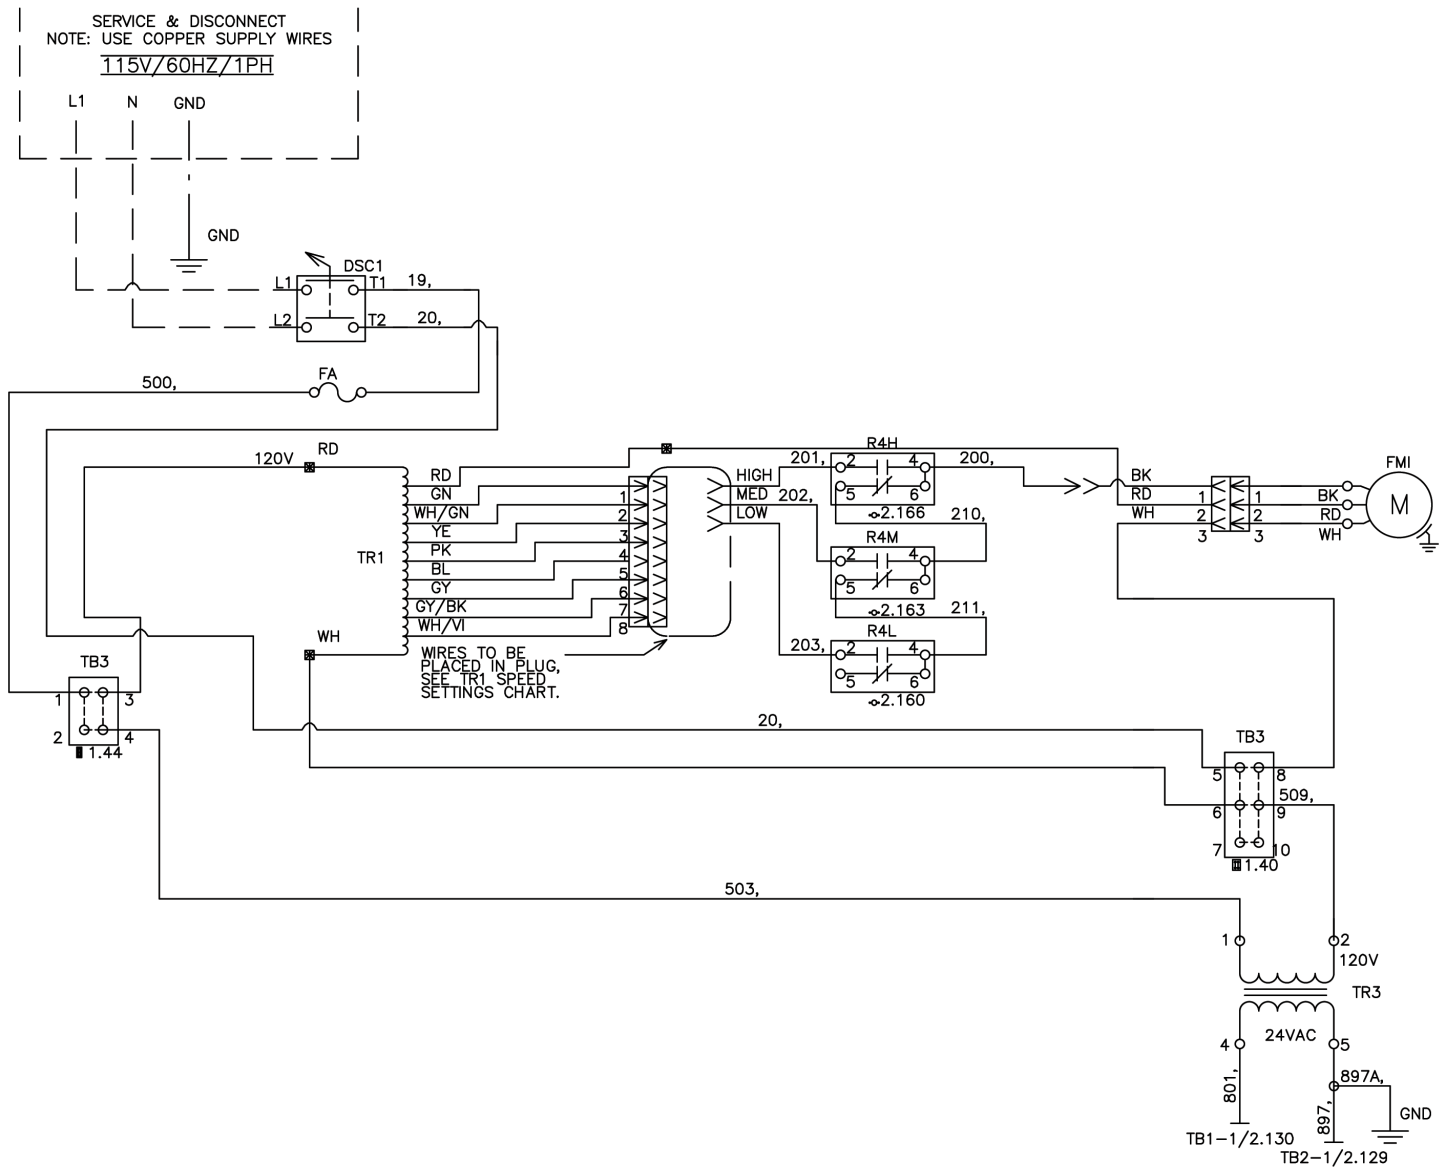 SERVICE & DISCONNECT
NOTE: USE COPPER SUPPLY WIRES
115V/60HZ/1PH
L1 N GND
GND
DSC1
L1 T1 19,
L2 T2 20,
FA
500,
120V RD
TR1
WH
RD
GN
WH/GN
YE
PK
BL
GY
GY/BK
WH/VI
1
2
3
4
5
6
7
8
WIRES TO BE
PLACED IN PLUG,
SEE TR1 SPEED
SETTINGS CHART.
HIGH
MED
LOW
201,
202,
203,
R4H
2 4
5 6
2.166
200,
210,
R4M
2 4
5 6
2.163
211,
R4L
2 4
5 6
2.160
BK
RD
WH
1
2
3
1
2
3
BK
RD
WH
FMI
M
TB3
1 3
2 4
1.44
20,
TB3
5 8
6 9
7 10
509,
1.40
503,
1 2
120V
TR3
24VAC
4 5
801,
897A,
897,
GND
TB1-1/2.130
TB2-1/2.129